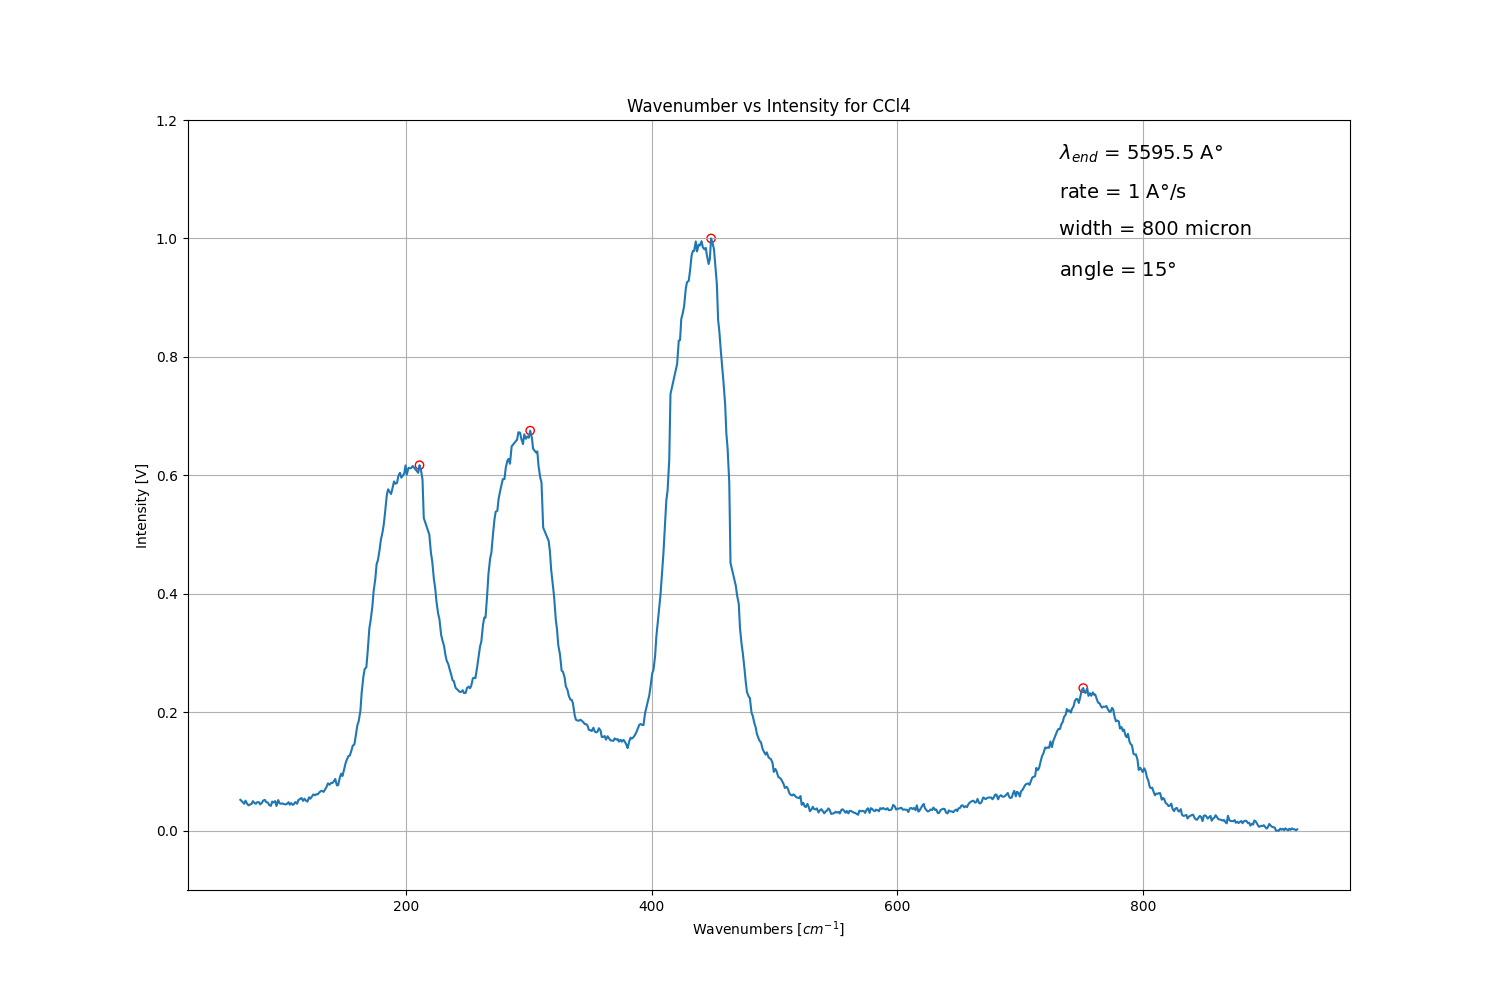 Wavenumber vs Intensity for CCl4
1.2
1.0
0.8
0.6
0.4
0.2
0.0
Intensity [V]
λend = 5595.5 A°
rate = 1 A°/s
width = 800 micron
angle = 15°
200 400 600 800
Wavenumbers [cm⁻¹]